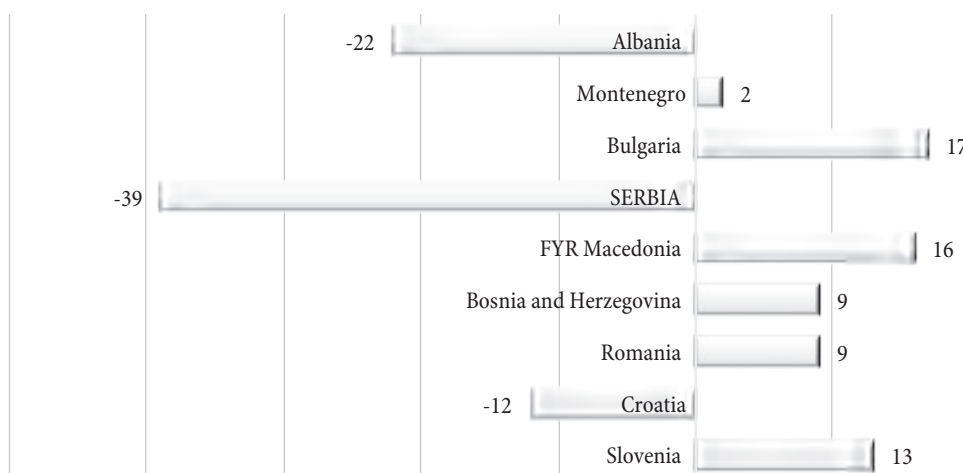 -22 Albania
Montenegro 2
Bulgaria 17
-39 SERBIA
FYR Macedonia 16
Bosnia and Herzegovina 9
Romania 9
-12 Croatia
Slovenia 13